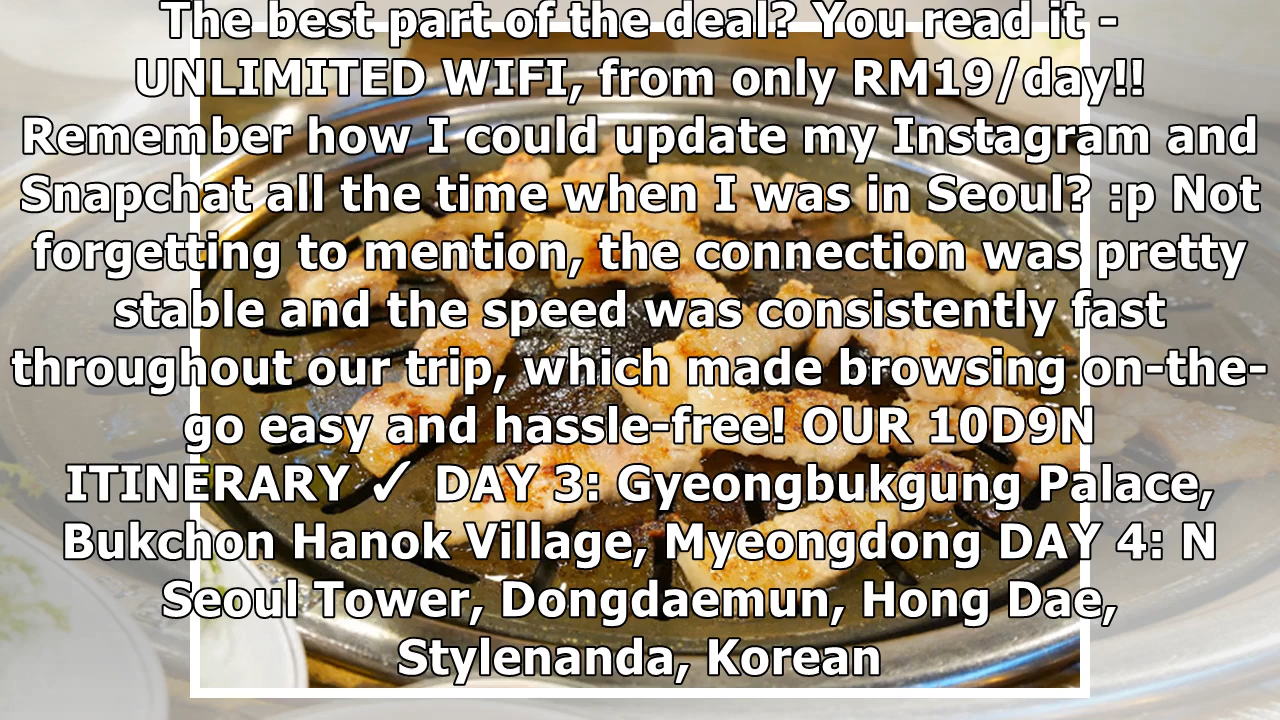 The best part of the deal? You read it -
UNLIMITED WIFI, from only RM19/day!!
Remember how I could update my Instagram and
Snapchat all the time when I was in Seoul? :p Not
forgetting to mention, the connection was pretty
stable and the speed was consistently fast
throughout our trip, which made browsing on-the-
go easy and hassle-free! OUR 10D9N
ITINERARY ✓ DAY 3: Gyeongbukgung Palace,
Bukchon Hanok Village, Myeongdong DAY 4: N
Seoul Tower, Dongdaemun, Hong Dae,
Stylenanda, Korean